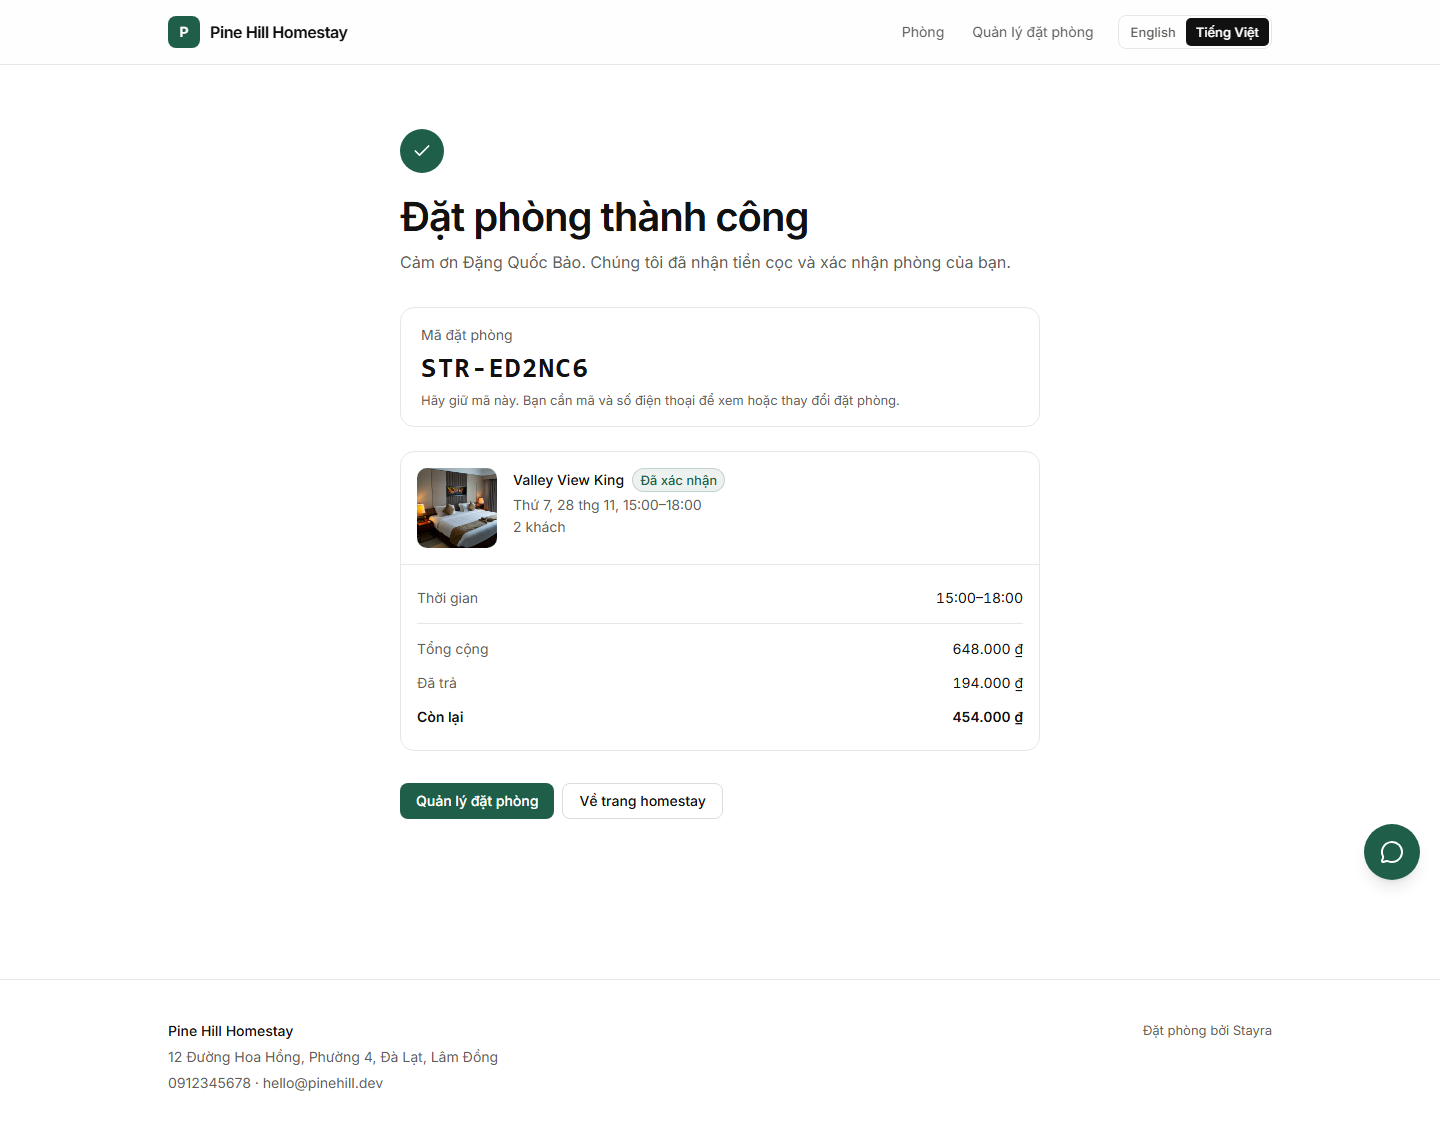 P
Pine Hill Homestay
Phòng
Quản lý đặt phòng
English
Tiếng Việt
Đặt phòng thành công
Cảm ơn Đặng Quốc Bảo. Chúng tôi đã nhận tiền cọc và xác nhận phòng của bạn.
Mã đặt phòng
STR-ED2NC6
Hãy giữ mã này. Bạn cần mã và số điện thoại để xem hoặc thay đổi đặt phòng.
Valley View King
Đã xác nhận
Thứ 7, 28 thg 11, 15:00–18:00
2 khách
Thời gian
15:00–18:00
Tổng cộng
648.000 ₫
Đã trả
194.000 ₫
Còn lại
454.000 ₫
Quản lý đặt phòng
Về trang homestay
Pine Hill Homestay
Đặt phòng bởi Stayra
12 Đường Hoa Hồng, Phường 4, Đà Lạt, Lâm Đồng
0912345678 · hello@pinehill.dev